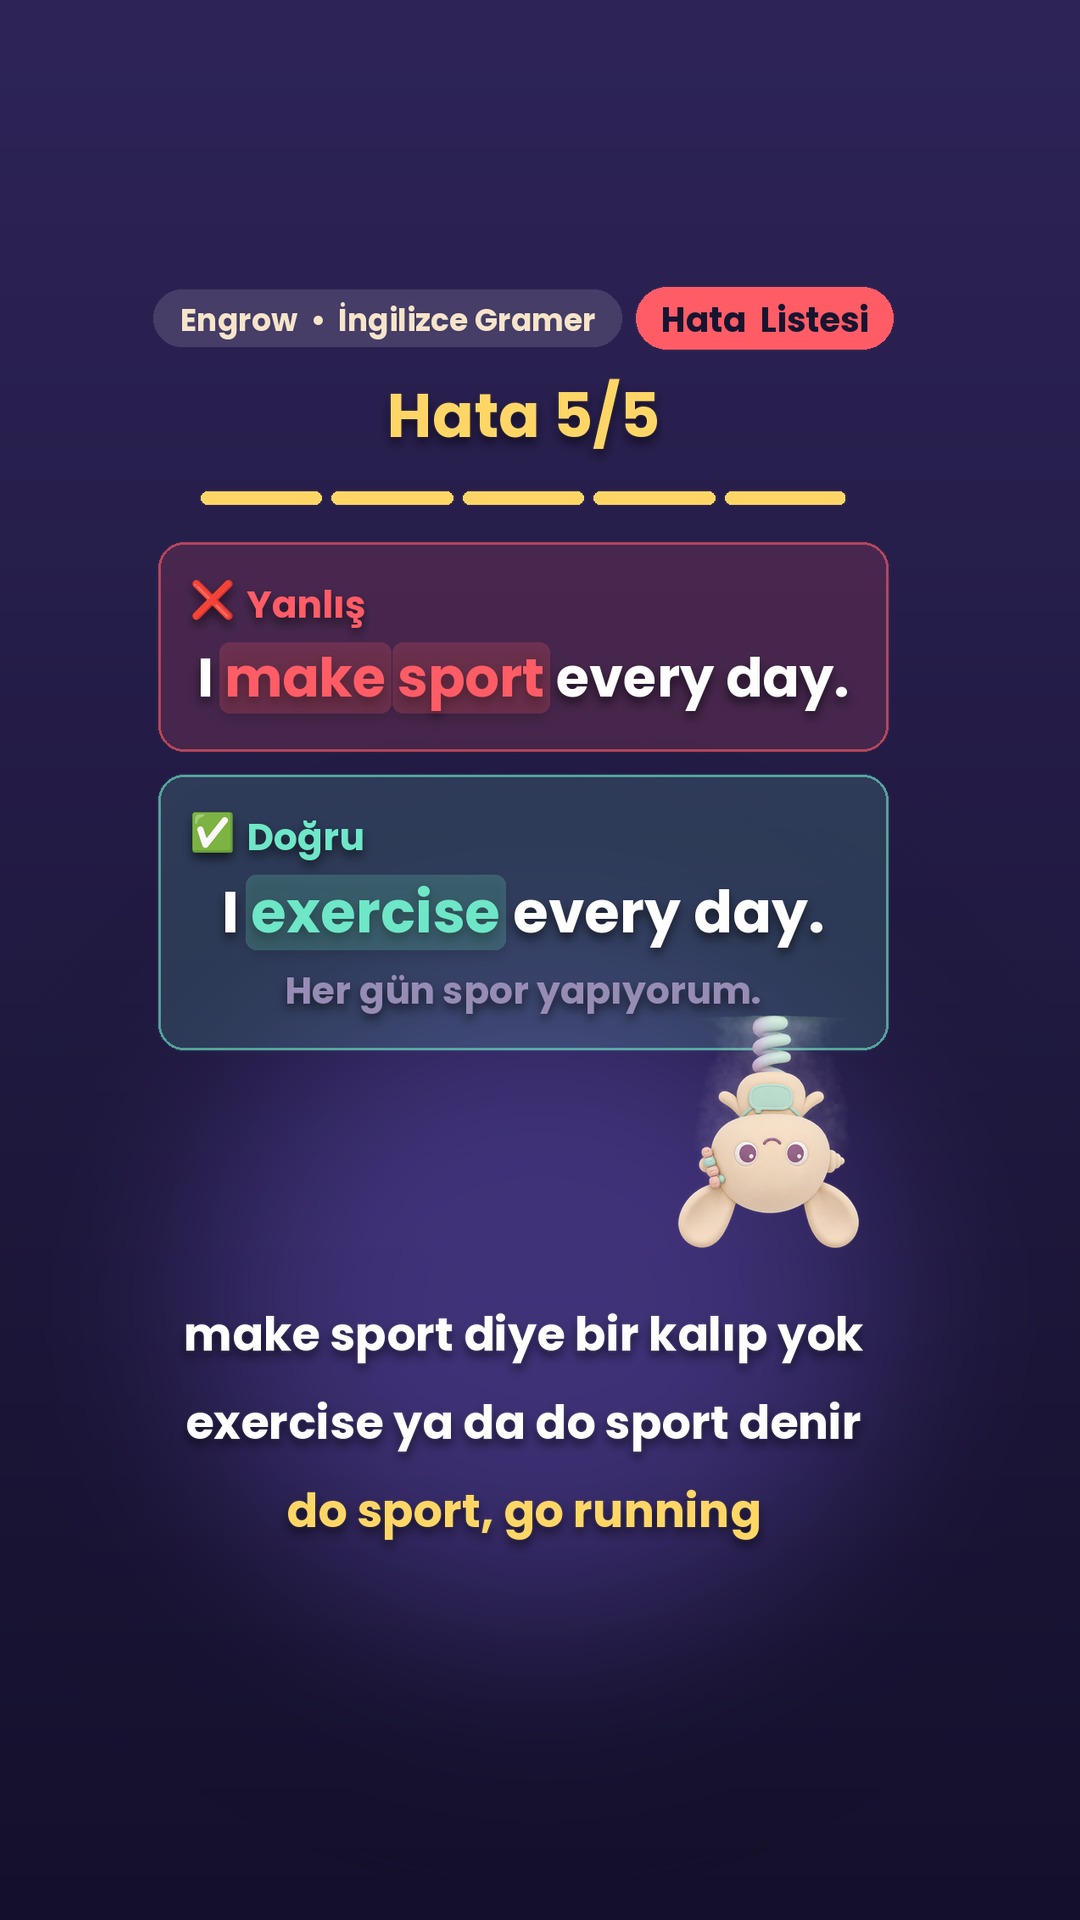 Engrow • İngilizce Gramer Hata Listesi
Hata 5/5
❌ Yanlış
I make sport every day.
✅ Doğru
I exercise every day.
Her gün spor yapıyorum.
make sport diye bir kalıp yok
exercise ya da do sport denir
do sport, go running